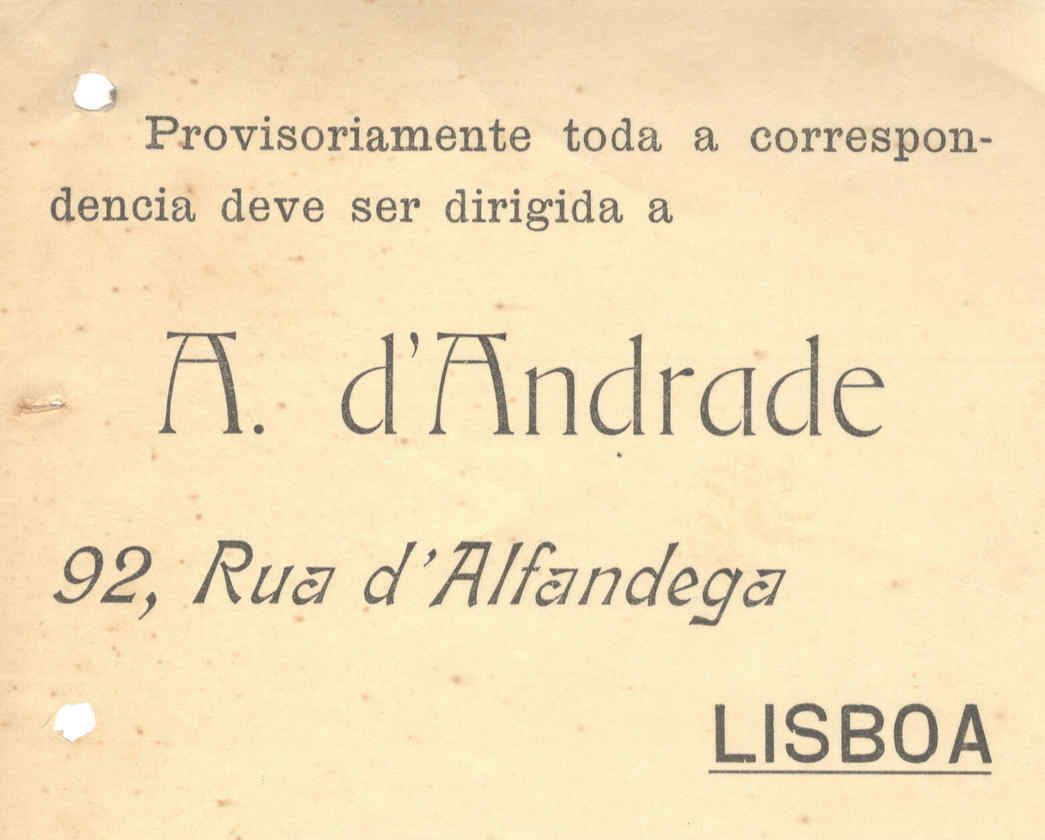 Provisoriamente toda a correspon-
dencia deve ser dirigida a
A. d'Andrade
92, Rua d'Alfandega
LISBOA